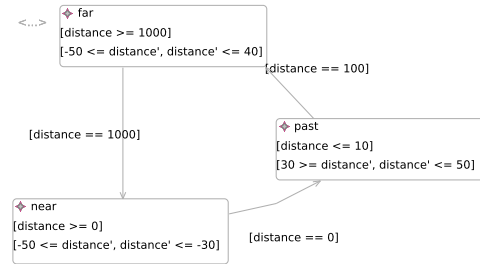 <...>
far
[distance >= 1000]
[-50 <= distance', distance' <= 40]
[distance == 100]
[distance == 1000]
past
[distance <= 10]
[30 >= distance', distance' <= 50]
near
[distance >= 0]
[-50 <= distance', distance' <= -30]
[distance == 0]